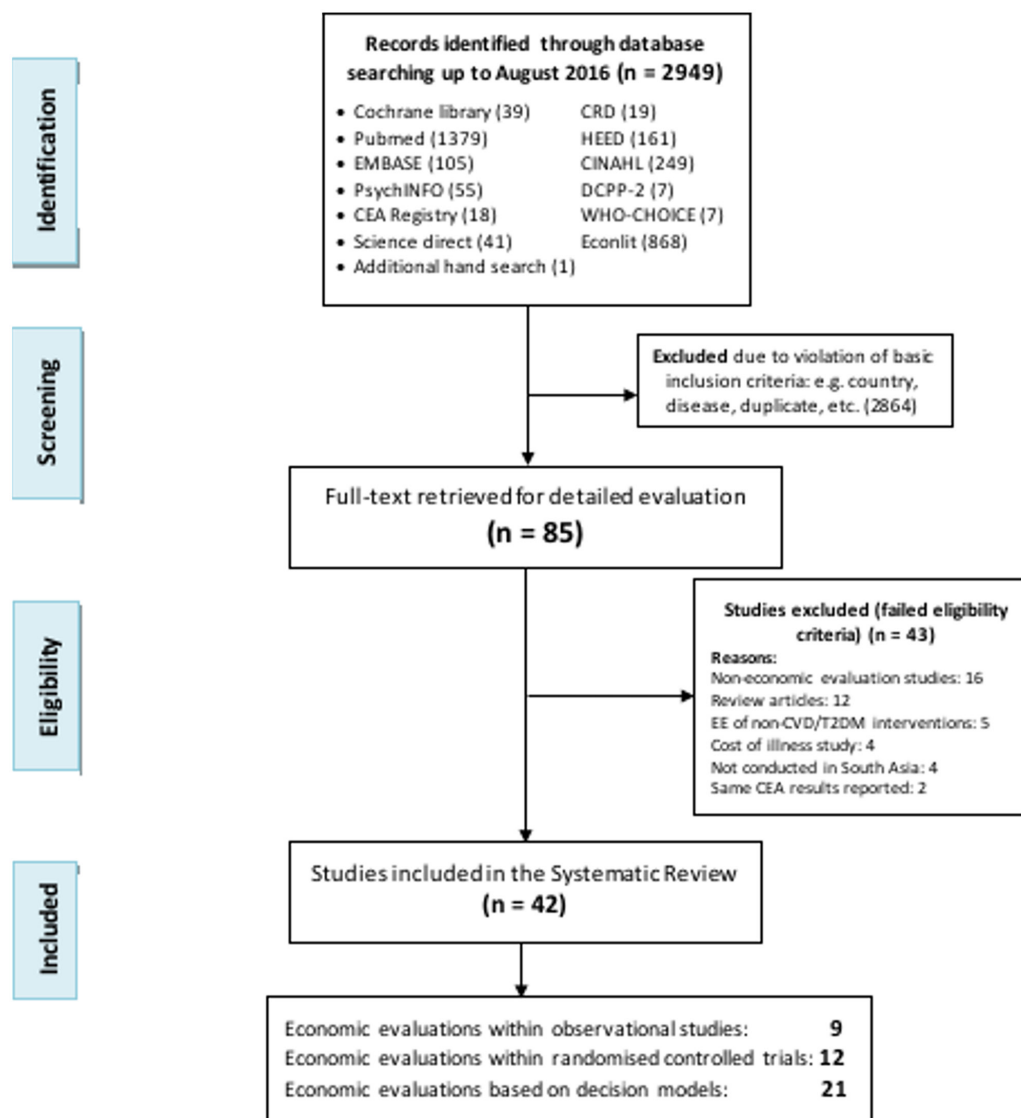 Identification
Records identified through database
searching up to August 2016 (n = 2949)
• Cochrane library (39) CRD (19)
• Pubmed (1379) HEED (161)
• EMBASE (105) CINAHL (249)
• PsychINFO (55) DCPP-2 (7)
• CEA Registry (18) WHO-CHOICE (7)
• Science direct (41) Econlit (868)
• Additional hand search (1)
Screening
Excluded due to violation of basic
inclusion criteria: e.g. country,
disease, duplicate, etc. (2864)
Full-text retrieved for detailed evaluation
(n = 85)
Eligibility
Studies excluded (failed eligibility
criteria) (n = 43)
Reasons:
Non-economic evaluation studies: 16
Review articles: 12
EE of non-CVD/T2DM interventions: 5
Cost of illness study: 4
Not conducted in South Asia: 4
Same CEA results reported: 2
Included
Studies included in the Systematic Review
(n = 42)
Economic evaluations within observational studies: 9
Economic evaluations within randomised controlled trials: 12
Economic evaluations based on decision models: 21